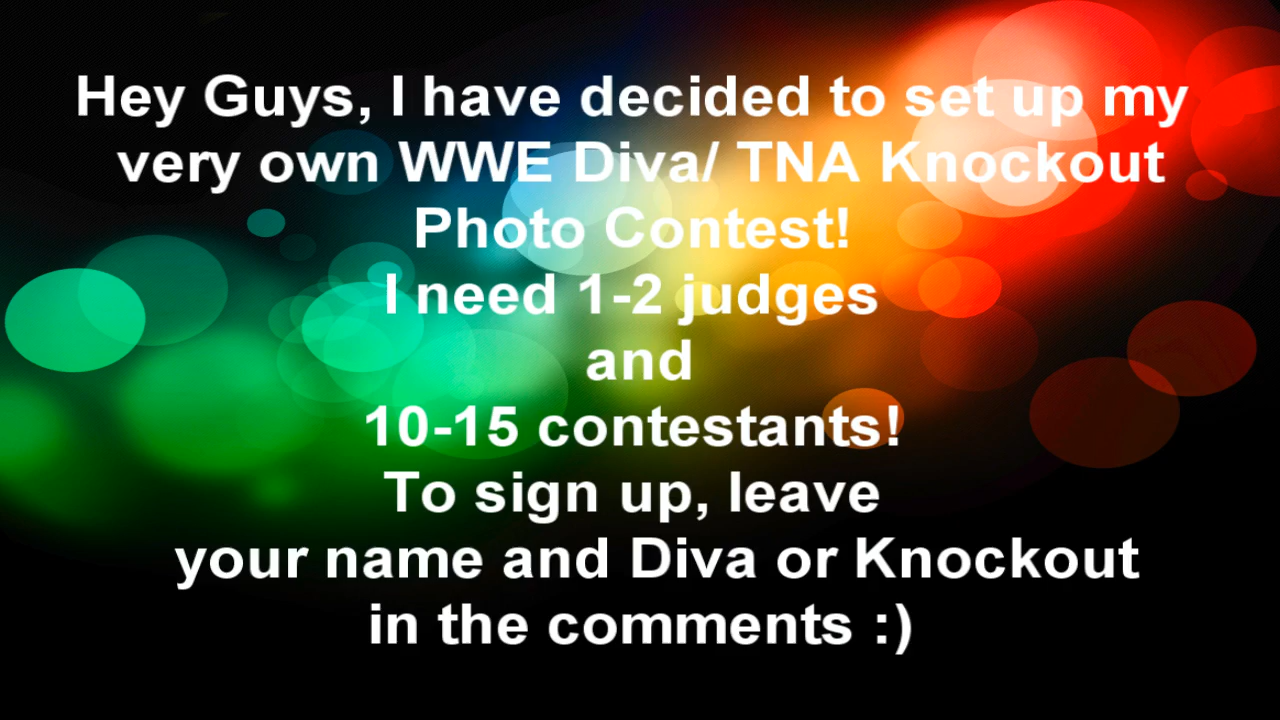 Hey Guys, I have decided to set up my
very own WWE Diva/ TNA Knockout
Photo Contest!
I need 1-2 judges
and
10-15 contestants!
To sign up, leave
your name and Diva or Knockout
in the comments :)